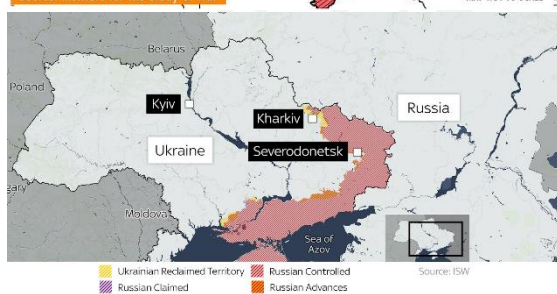 Belarus
Poland
Kyiv
Kharkiv
Russia
Ukraine
Severodonetsk
gary
Moldova
Sea of
Azov
Ukrainian Reclaimed Territory
Russian Controlled
Source: ISW
Russian Claimed
Russian Advances